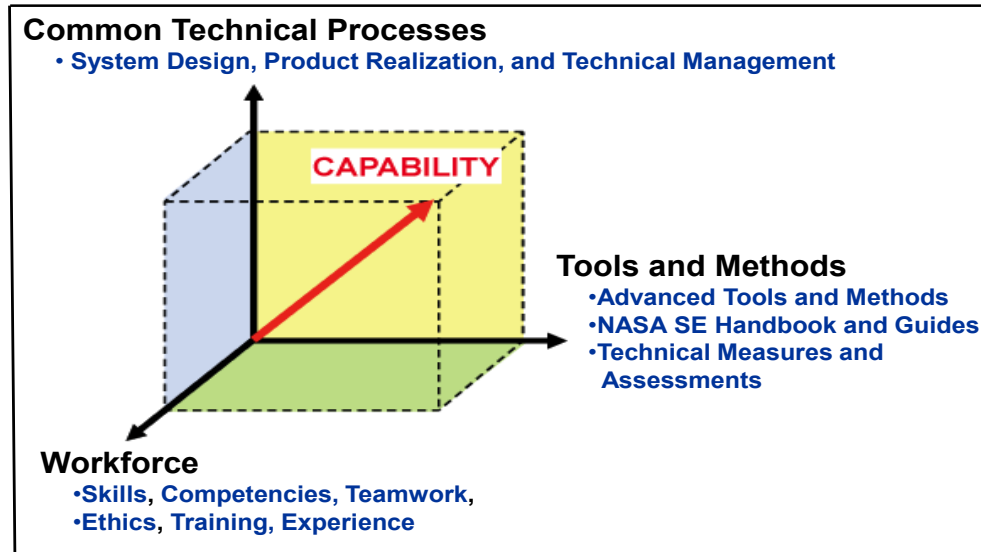 Common Technical Processes
• System Design, Product Realization, and Technical Management
CAPABILITY
Tools and Methods
•Advanced Tools and Methods
•NASA SE Handbook and Guides
•Technical Measures and
Assessments
Workforce
•Skills, Competencies, Teamwork,
•Ethics, Training, Experience